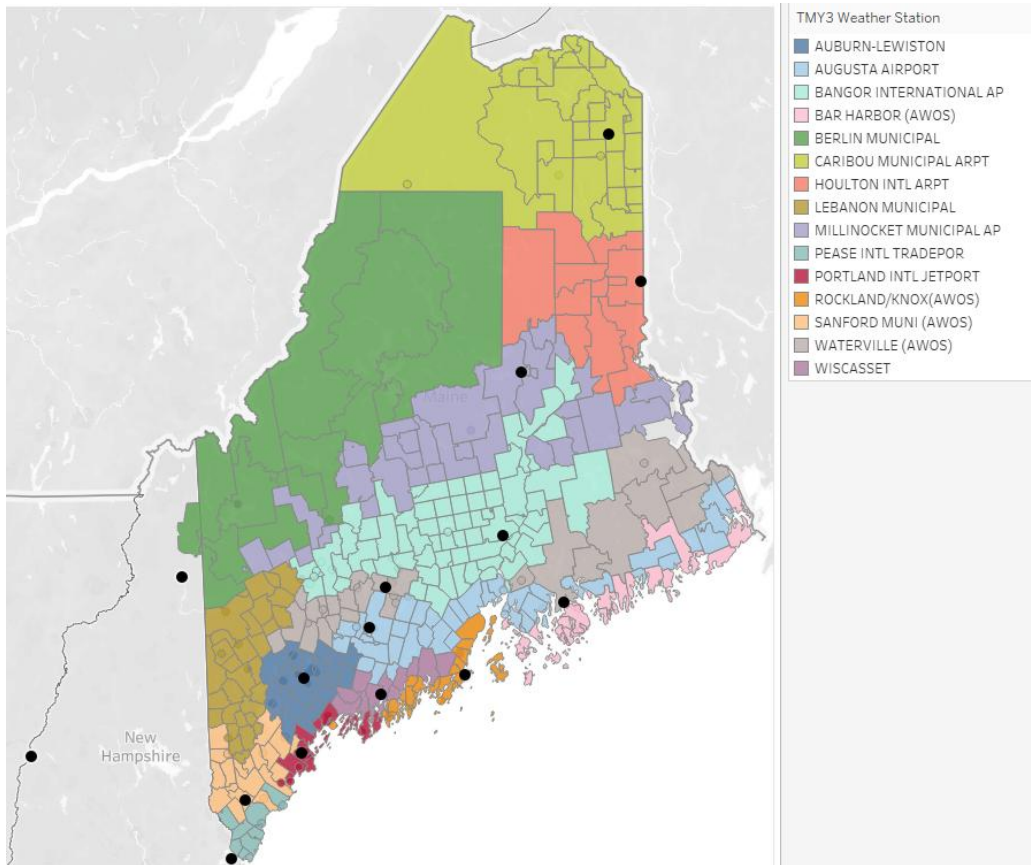 TMY3 Weather Station
AUBURN-LEWISTON
AUGUSTA AIRPORT
BANGOR INTERNATIONAL AP
BAR HARBOR (AWOS)
BERLIN MUNICIPAL
CARIBOU MUNICIPAL ARPT
HOULTON INTL ARPT
LEBANON MUNICIPAL
MILLINOCKET MUNICIPAL AP
PEASE INTL TRADEPOR
PORTLAND INTL JETPORT
ROCKLAND/KNOX(AWOS)
SANFORD MUNI (AWOS)
WATERVILLE (AWOS)
WISCASSET
Maine
New
Hampshire